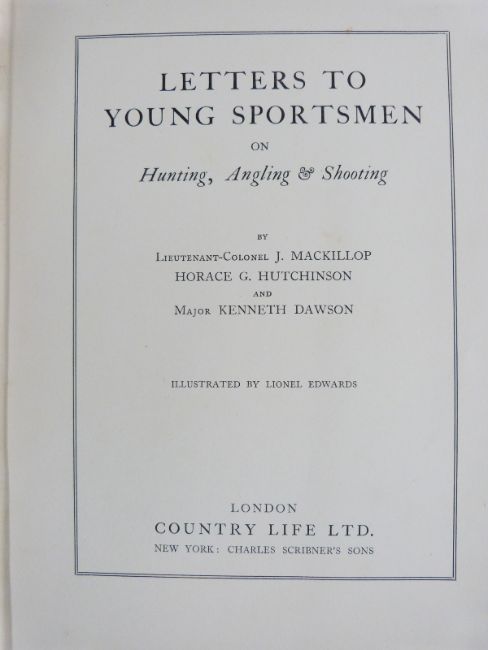 LETTERS TO
YOUNG SPORTSMEN
ON
Hunting, Angling & Shooting
BY
LIEUTENANT-COLONEL J. MACKILLOP
HORACE G. HUTCHINSON
AND
MAJOR KENNETH DAWSON
ILLUSTRATED BY LIONEL EDWARDS
LONDON
COUNTRY LIFE LTD.
NEW YORK: CHARLES SCRIBNER'S SONS